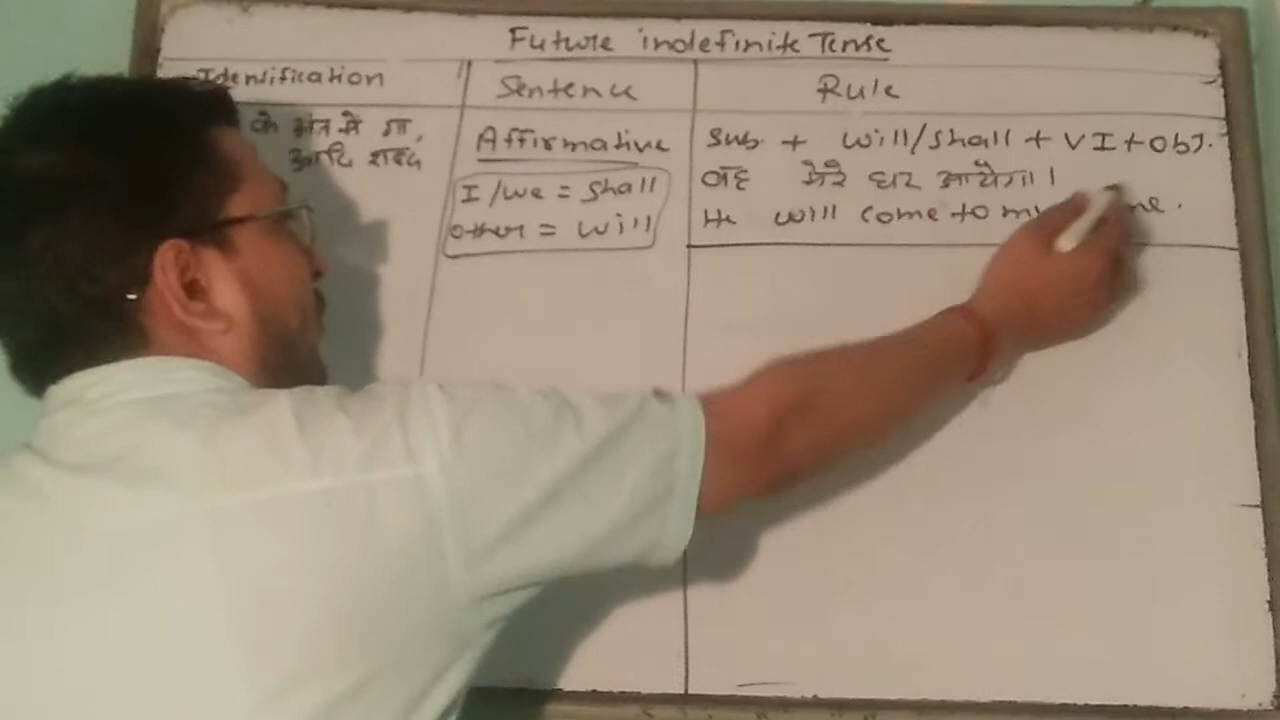 Future indefinite Tense
Identification
Sentence
Rule
के अंत में गा,
आदि शब्द
Affirmative
I/we = shall
other = will
Sub. + will/shall + VI + obj.
वह मेरे घर आयेगा।
He will come to